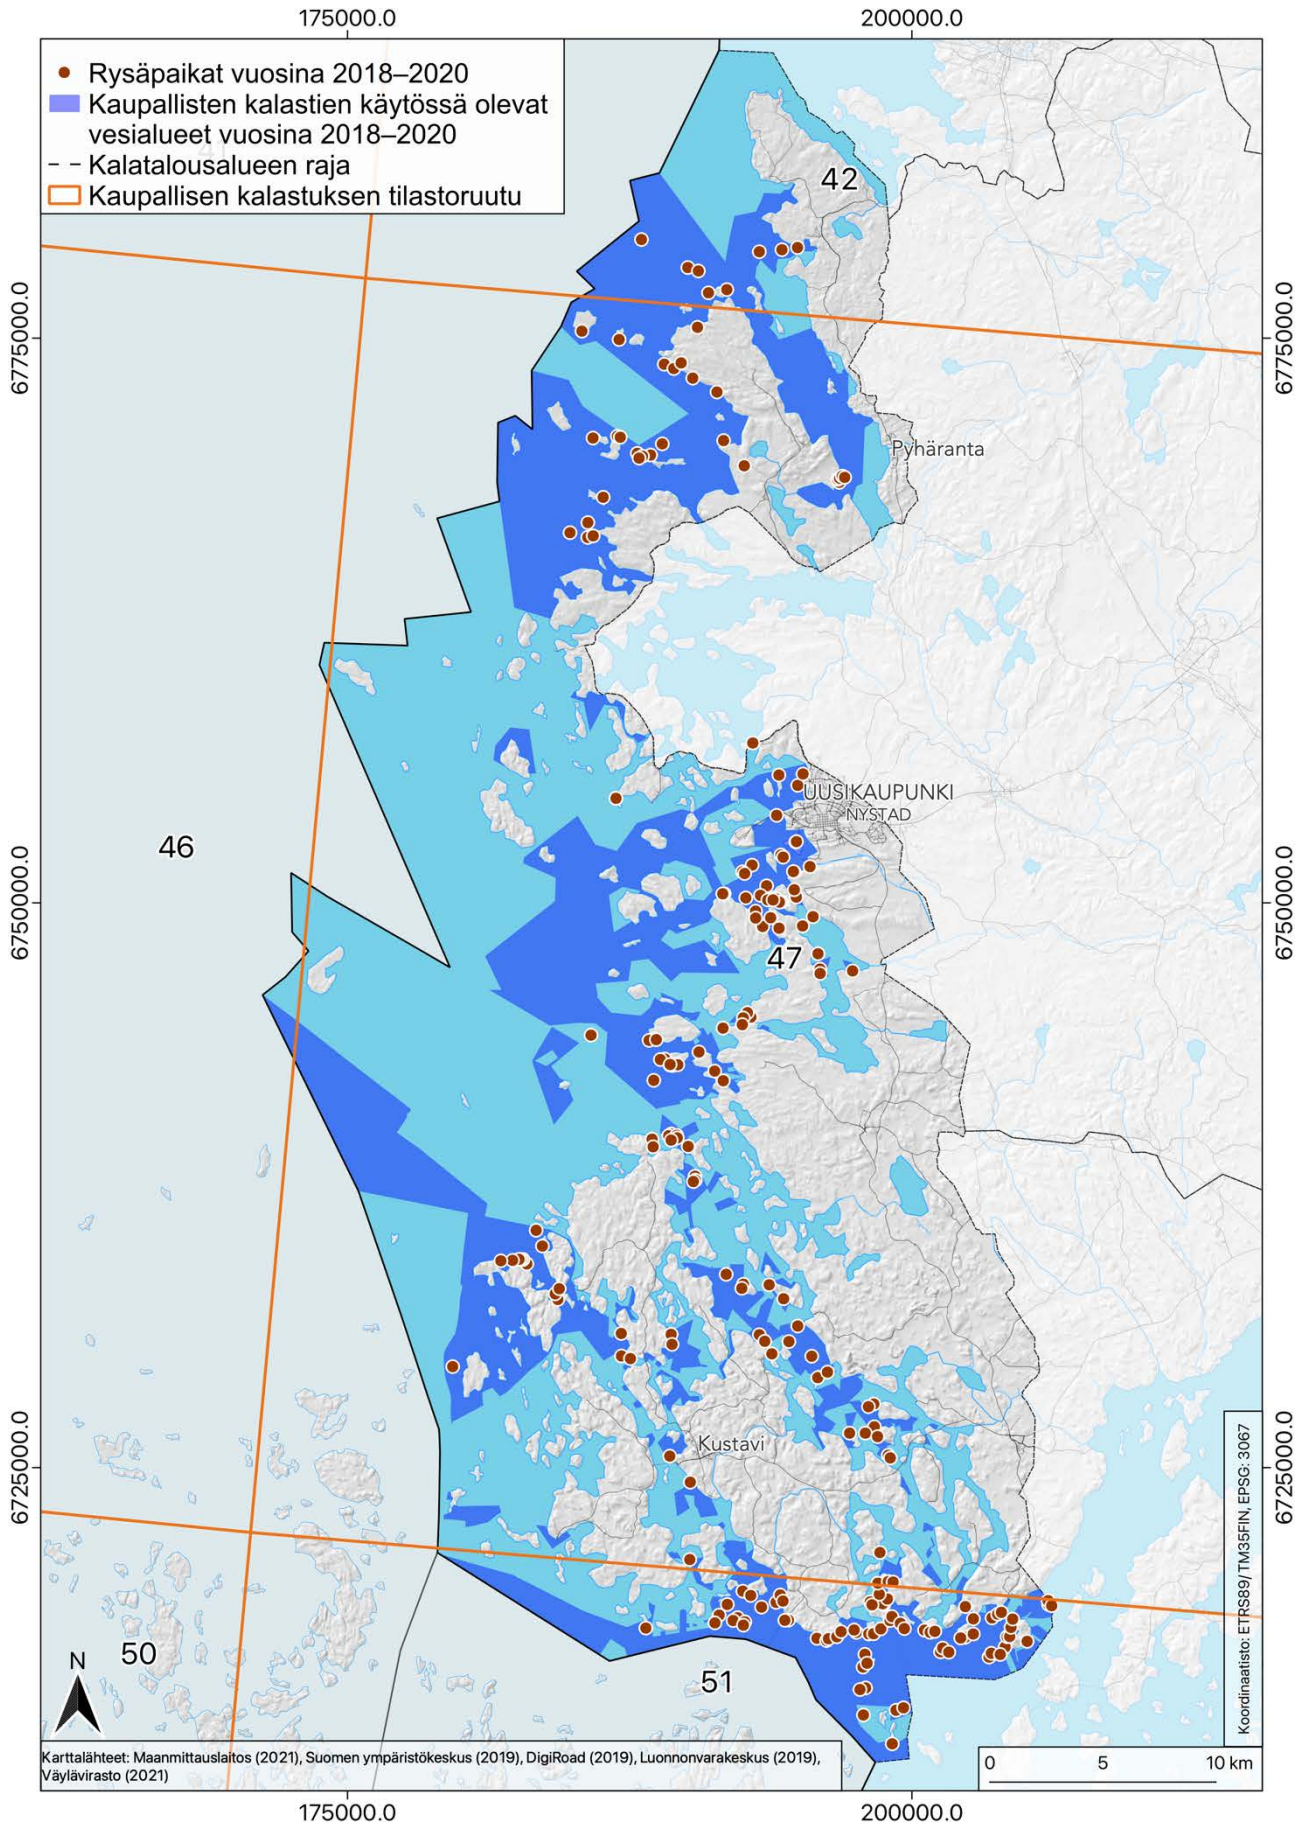 175000.0
200000.0
Rysäpaikat vuosina 2018–2020
Kaupallisten kalastien käytössä olevat
vesialueet vuosina 2018–2020
Kalatalousalueen raja
Kaupallisen kalastuksen tilastoruutu
42
6775000.0
6775000.0
Pyhäranta
UUSIKAUPUNKI
NYSTAD
46
6750000.0
6750000.0
47
Kustavi
6725000.0
6725000.0
Koordinaatisto: ETRS89/ TM35FIN, EPSG: 3067
50
N
51
Karttalähteet: Maanmittauslaitos (2021), Suomen ympäristökeskus (2019), DigiRoad (2019), Luonnonvarakeskus (2019),
Väylävirasto (2021)
0 5 10 km
175000.0
200000.0